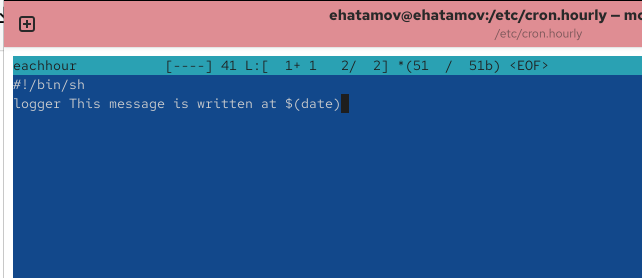 ehatamov@ehatamov:/etc/cron.hourly — mc
/etc/cron.hourly
eachhour [----] 41 L:[ 1+ 1 2/ 2] *(51 / 51b) <EOF>
#!/bin/sh
logger This message is written at $(date)